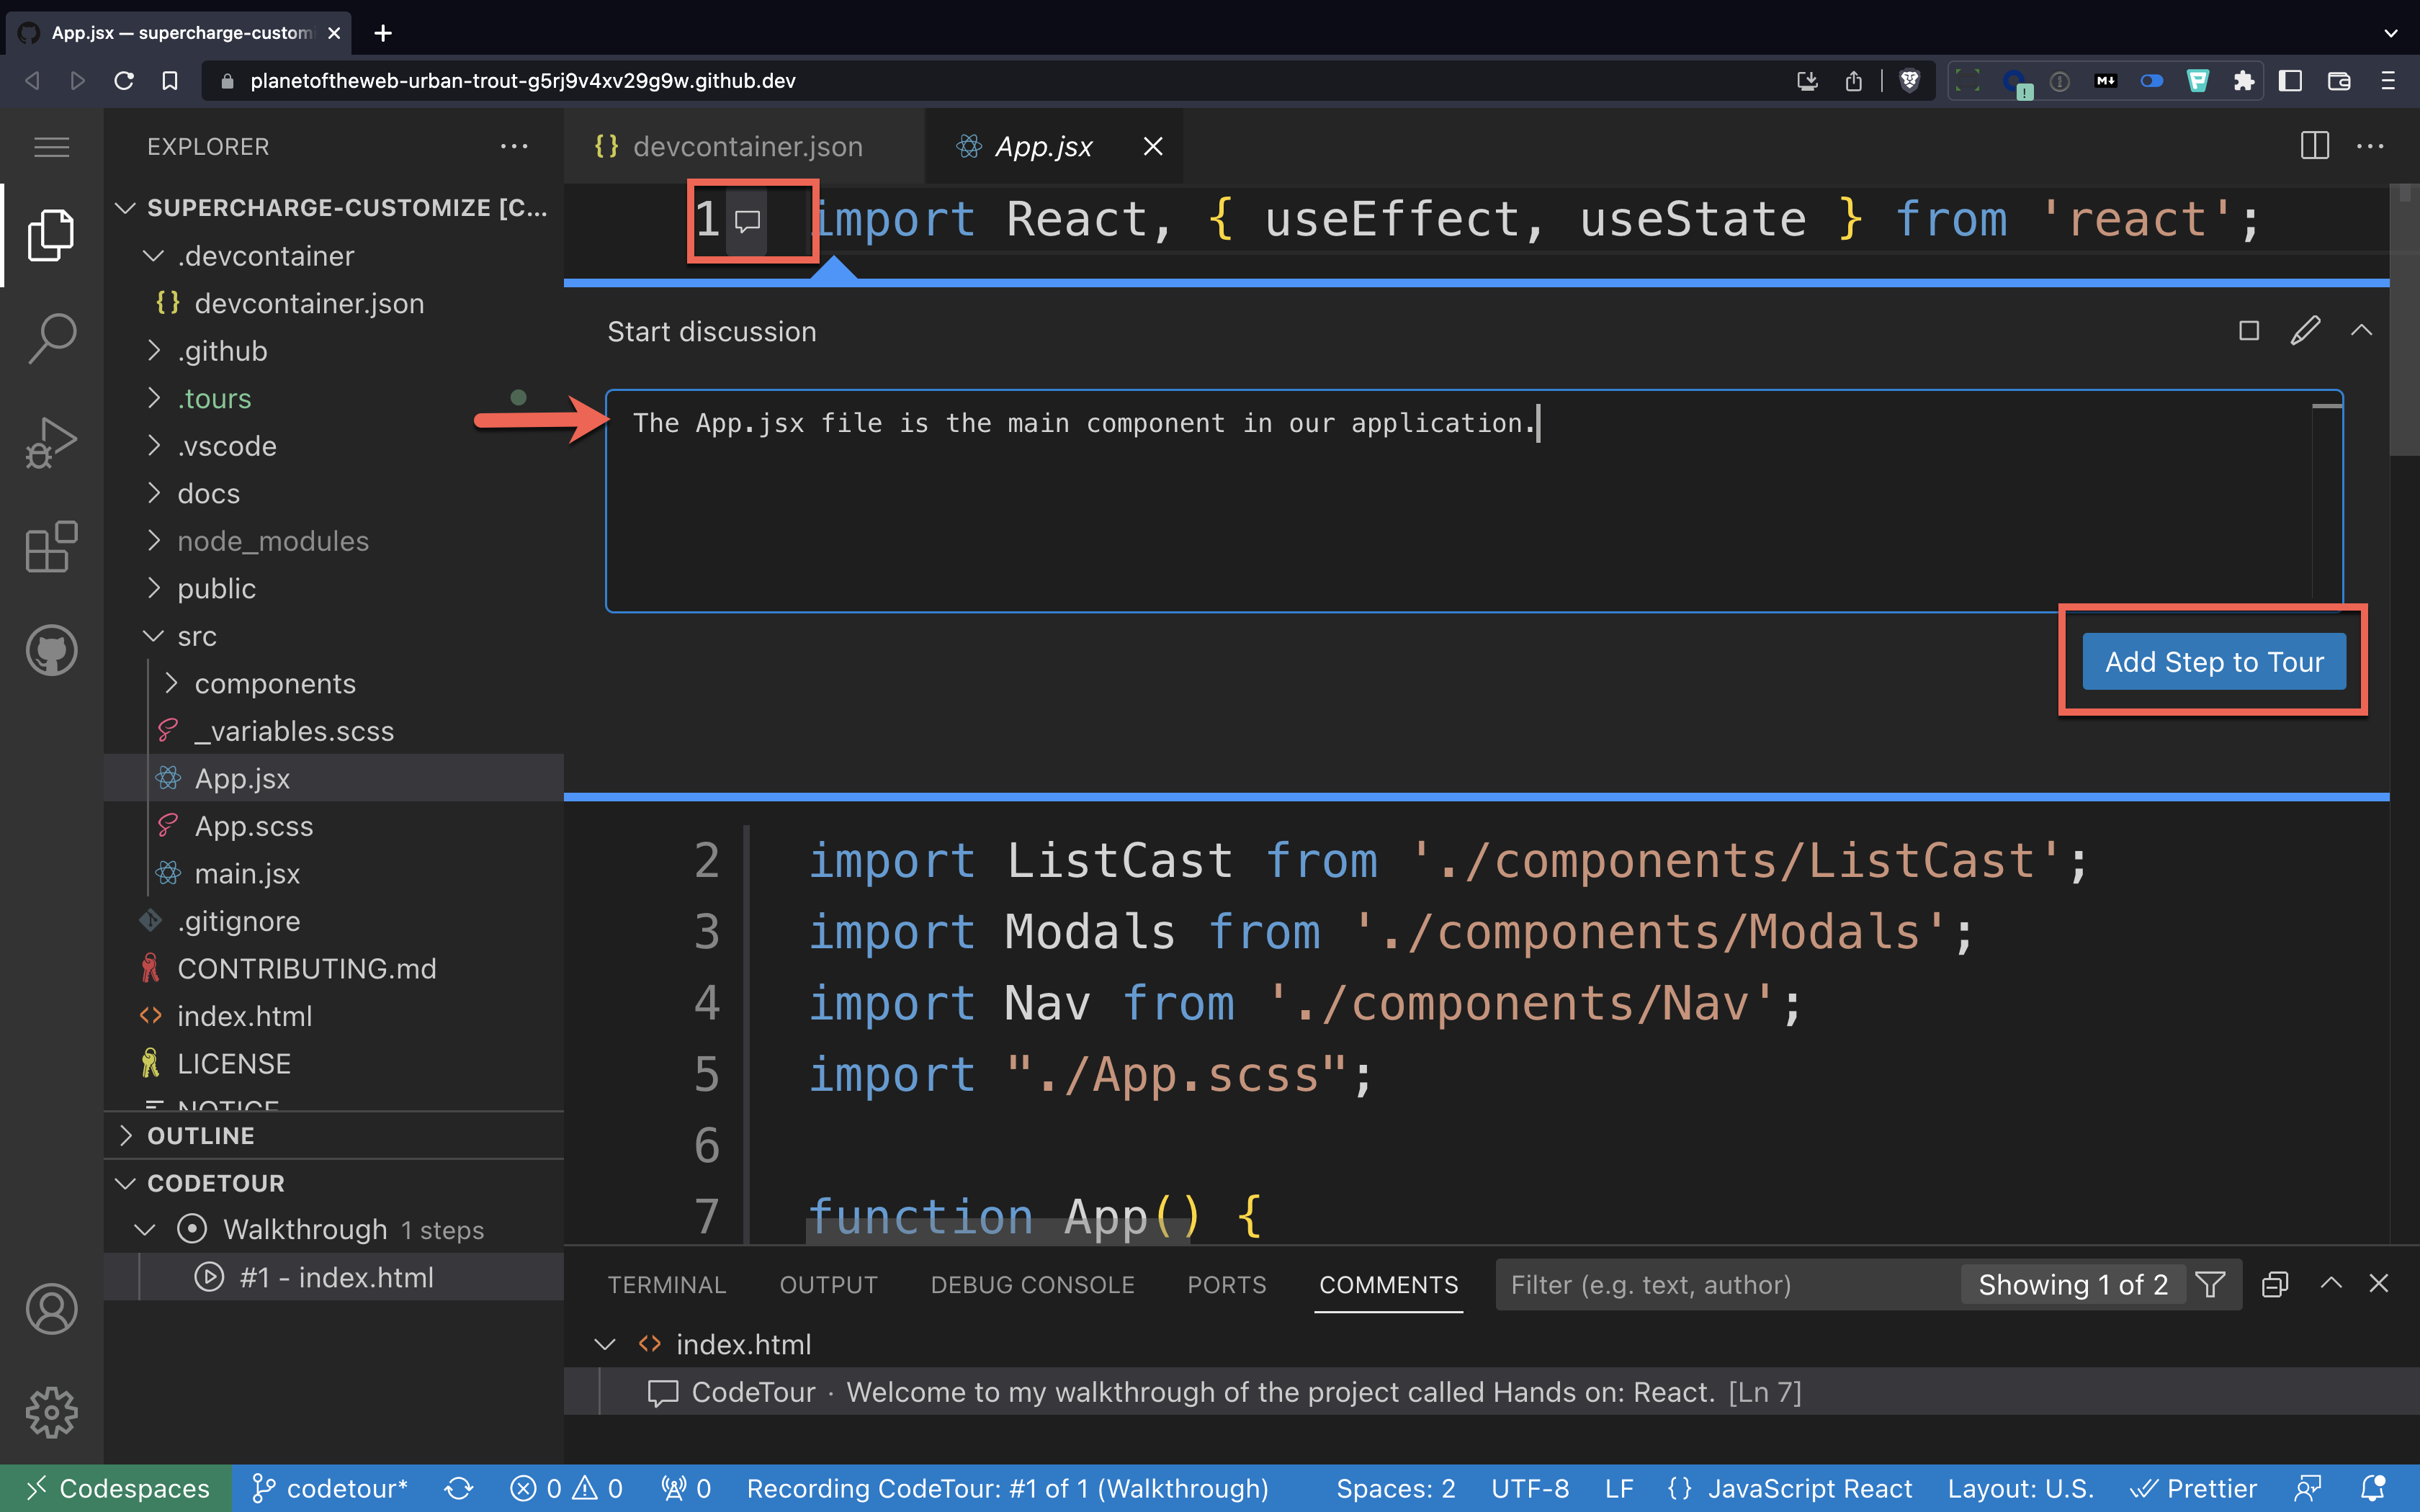 App.jsx — supercharge-custom
planetoftheweb-urban-trout-g5rj9v4xv29g9w.github.dev
EXPLORER
SUPERCHARGE-CUSTOMIZE [C...
.devcontainer
devcontainer.json
.github
.tours
.vscode
docs
node_modules
public
src
components
_variables.scss
App.jsx
App.scss
main.jsx
.gitignore
CONTRIBUTING.md
index.html
LICENSE
NOTICE
OUTLINE
CODETOUR
Walkthrough 1 steps
#1 - index.html
devcontainer.json
App.jsx
1 import React, { useEffect, useState } from 'react';
Start discussion
The App.jsx file is the main component in our application.
Add Step to Tour
2 import ListCast from './components/ListCast';
3 import Modals from './components/Modals';
4 import Nav from './components/Nav';
5 import "./App.scss";
6
7 function App() {
TERMINAL OUTPUT DEBUG CONSOLE PORTS COMMENTS Filter (e.g. text, author) Showing 1 of 2
index.html
CodeTour · Welcome to my walkthrough of the project called Hands on: React. [Ln 7]
Codespaces codetour* 0 0 0 Recording CodeTour: #1 of 1 (Walkthrough) Spaces: 2 UTF-8 LF {} JavaScript React Layout: U.S. Prettier